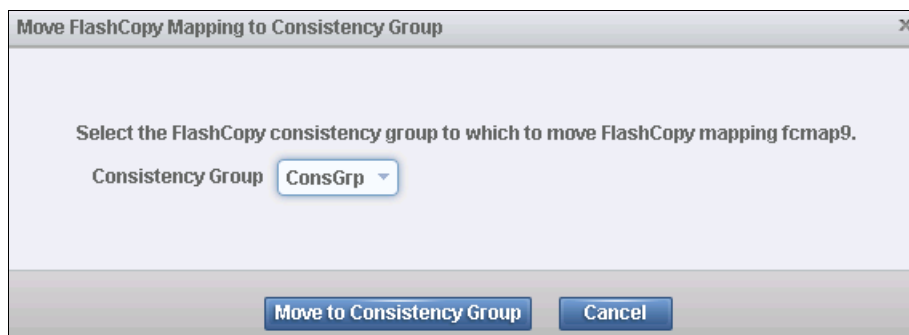 Move FlashCopy Mapping to Consistency Group
Select the FlashCopy consistency group to which to move FlashCopy mapping fcmap9.
Consistency Group ConsGrp
Move to Consistency Group Cancel